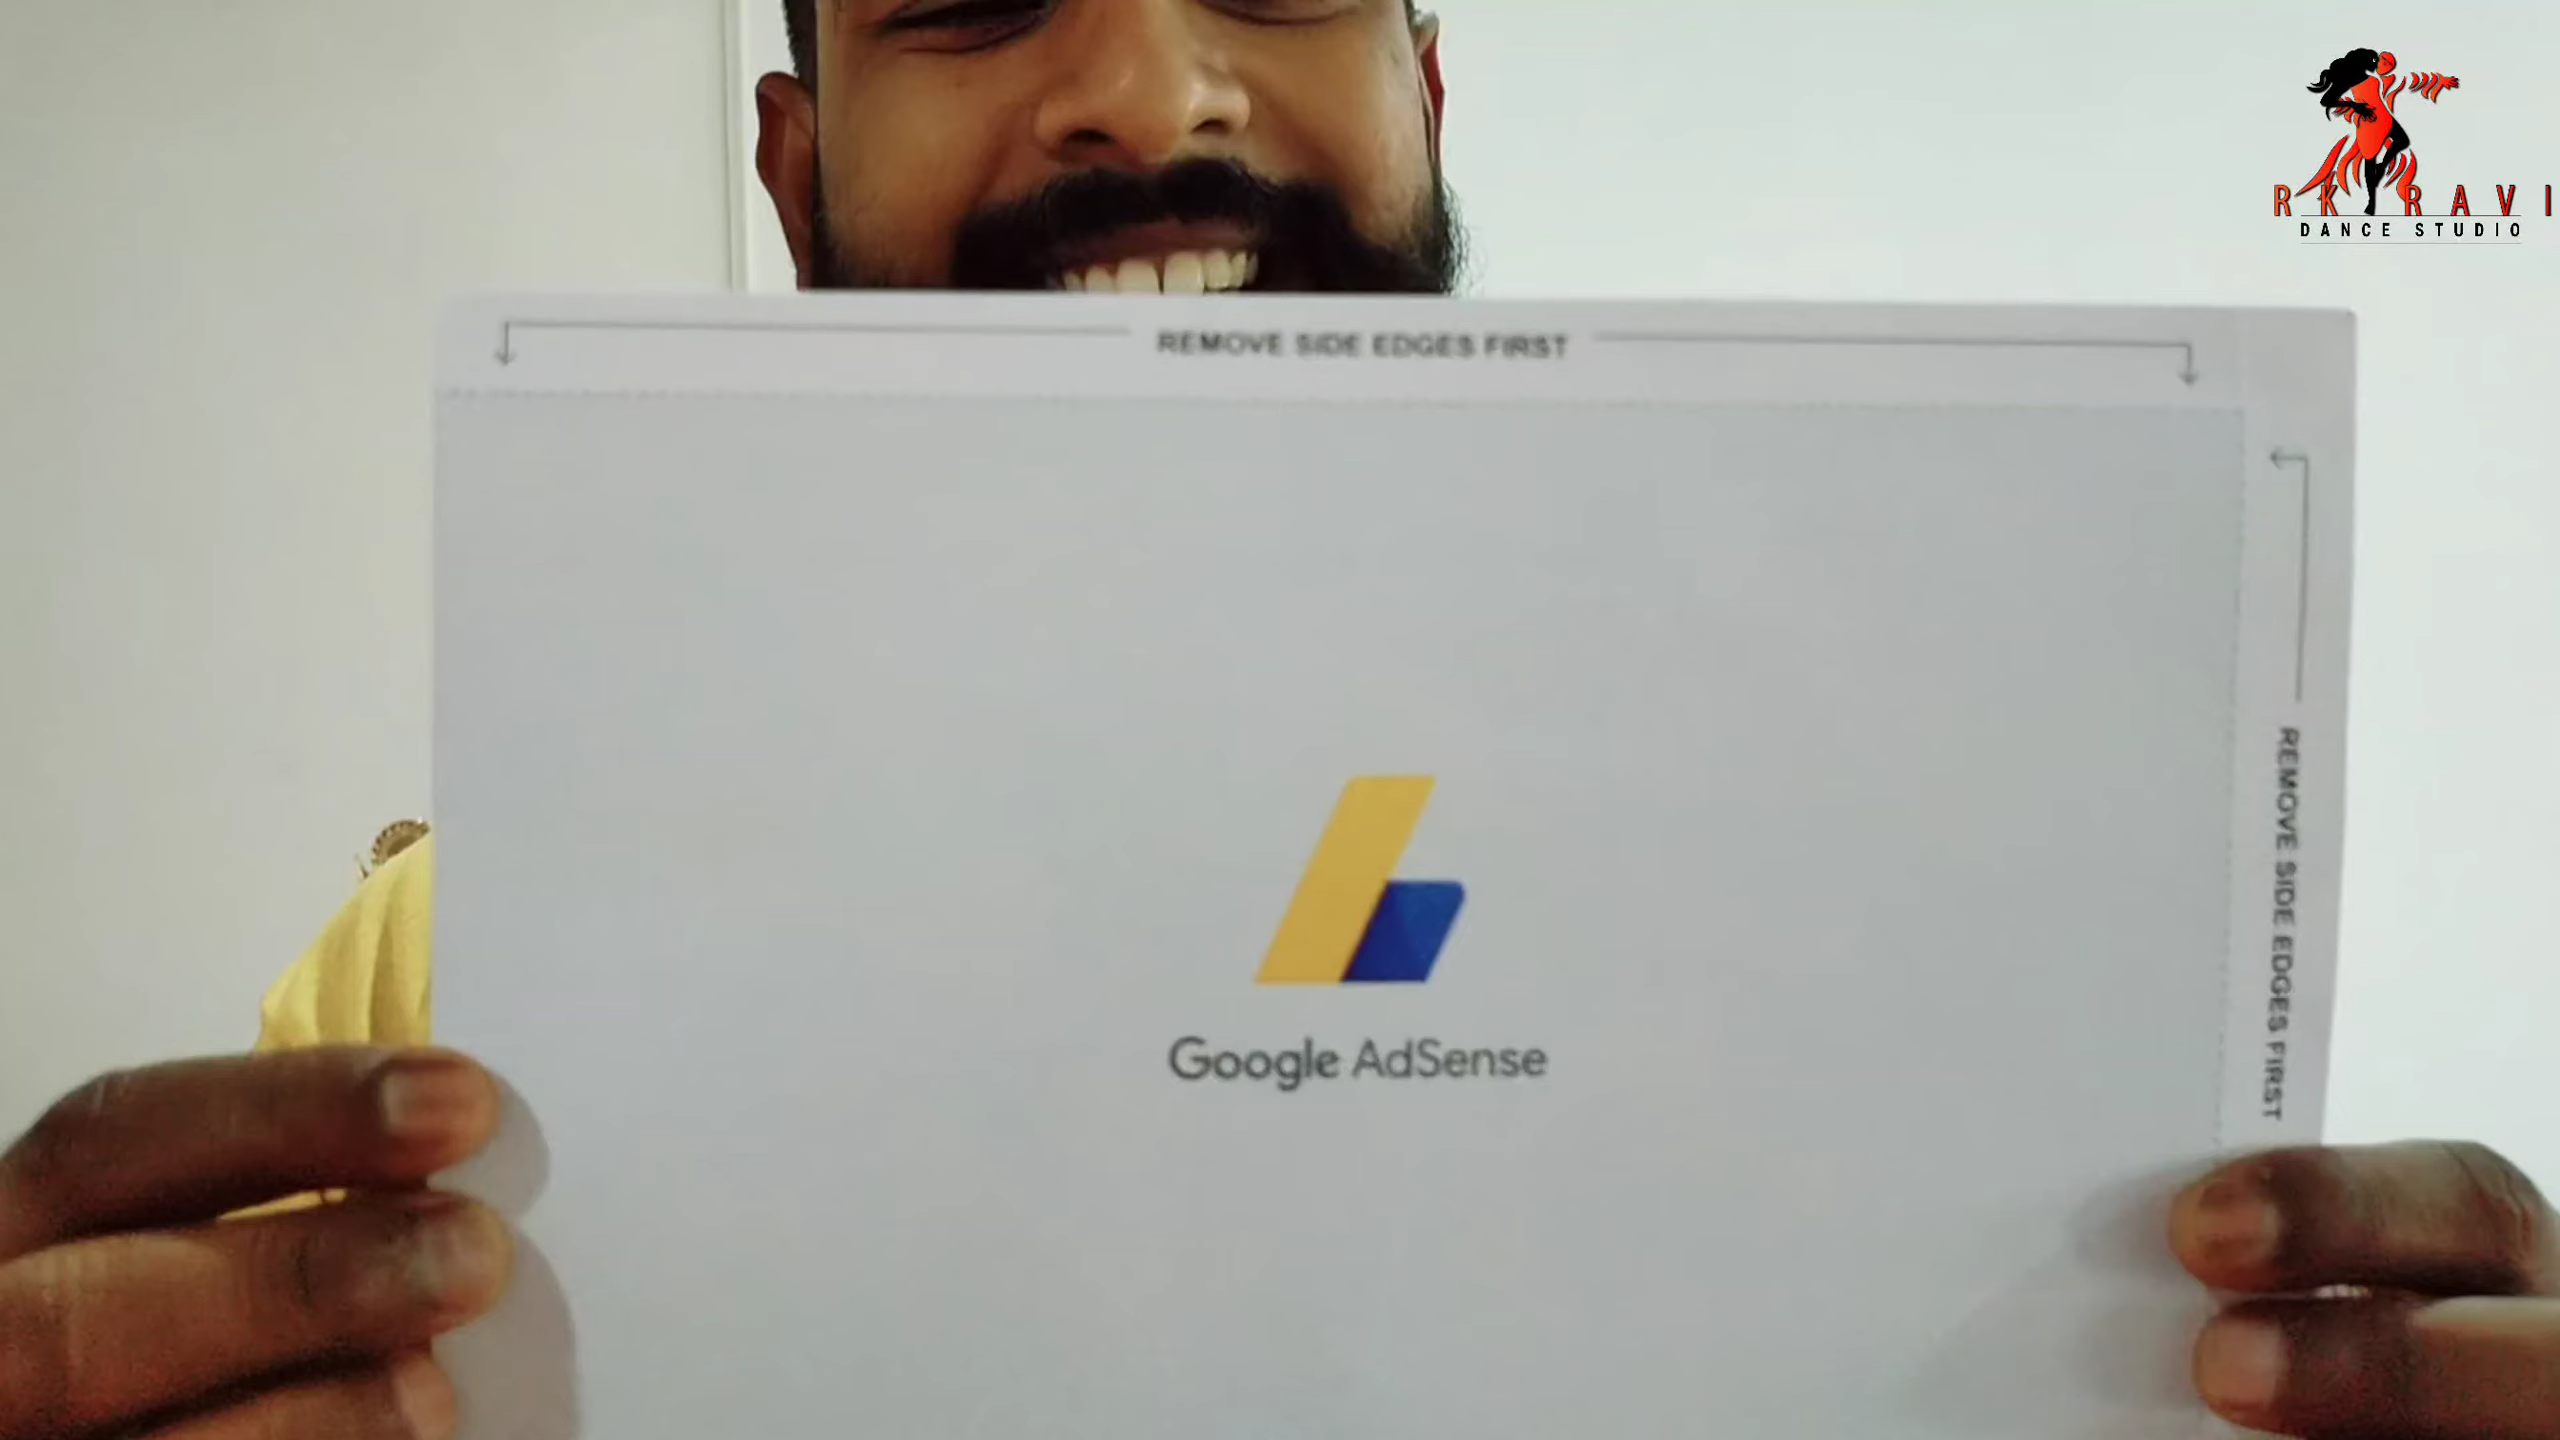 RK RAVI
DANCE STUDIO
REMOVE SIDE EDGES FIRST
REMOVE SIDE EDGES FIRST
Google AdSense